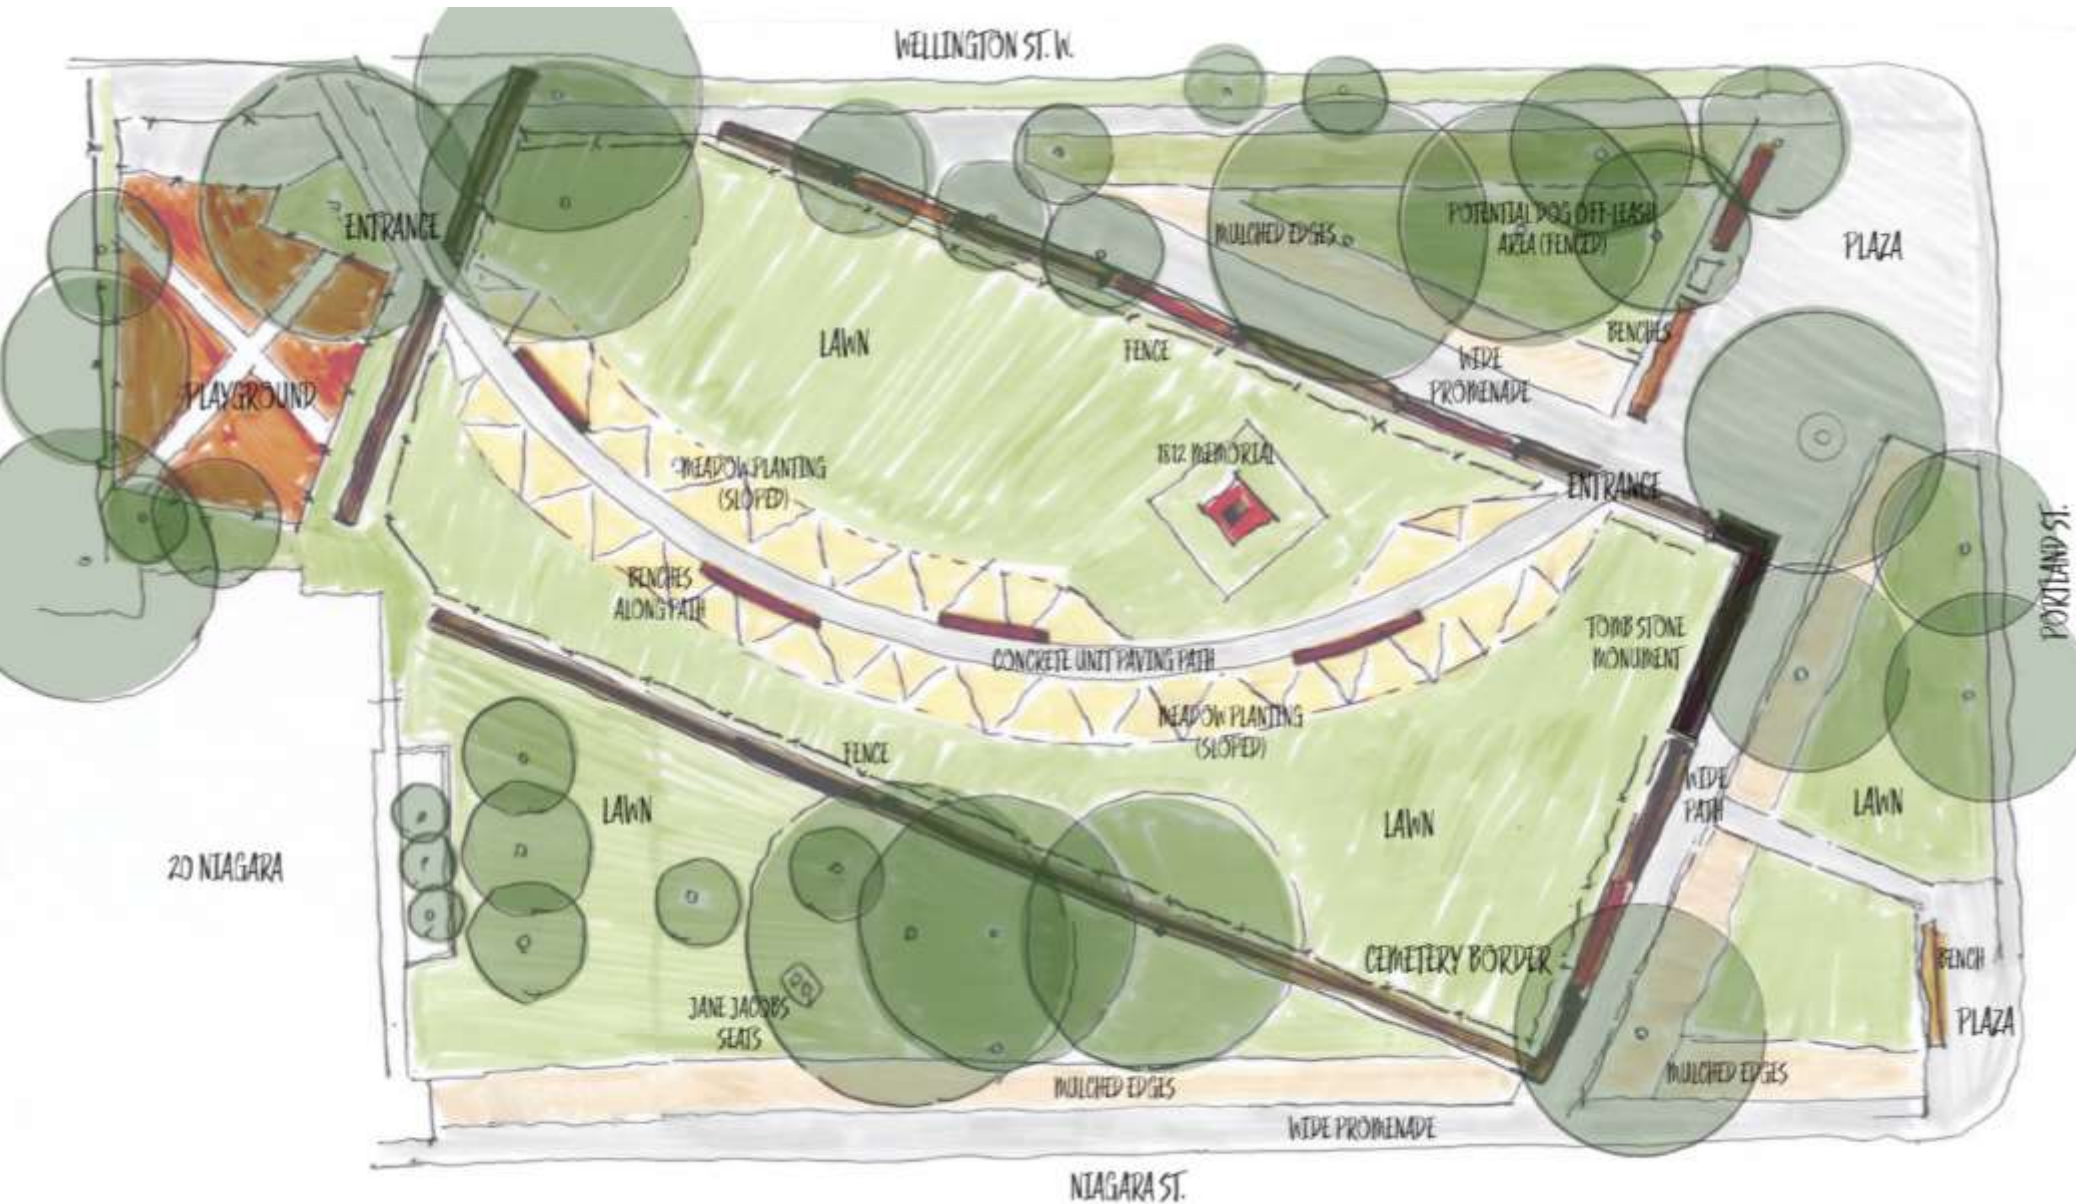 WELLINGTON ST. W.
ENTRANCE
MULCHED EDGES
POTENTIAL DOG OFF-LEASH
AREA (FENCED)
PLAZA
LAWN
FENCE
BENCHES
WIDE
PROMENADE
PLAYGROUND
MEADOW PLANTING
(SLOPED)
1812 MEMORIAL
ENTRANCE
PORTLAND ST.
BENCHES
ALONG PATH
CONCRETE UNIT PAVING PATH
TOMB STONE
MONUMENT
MEADOW PLANTING
(SLOPED)
FENCE
WIDE
PATH
LAWN
LAWN
LAWN
20 NIAGARA
CEMETERY BORDER
BENCH
JANE JACOBS
SEATS
PLAZA
MULCHED EDGES
MULCHED EDGES
WIDE PROMENADE
NIAGARA ST.